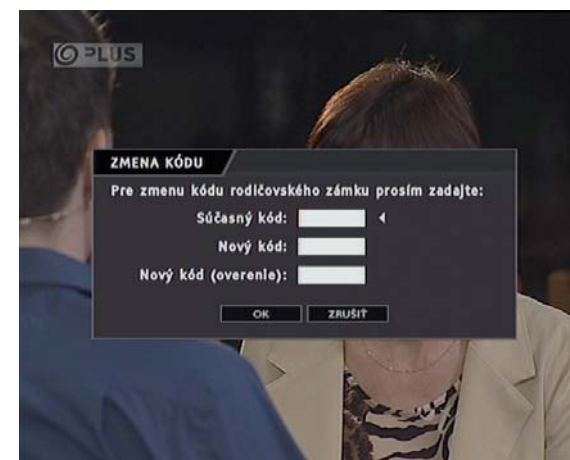 PLUS
ZMENA KÓDU
Pre zmenu kódu rodičovského zámku prosím zadajte:
Súčasný kód:
Nový kód:
Nový kód (overenie):
OK ZRUŠIŤ